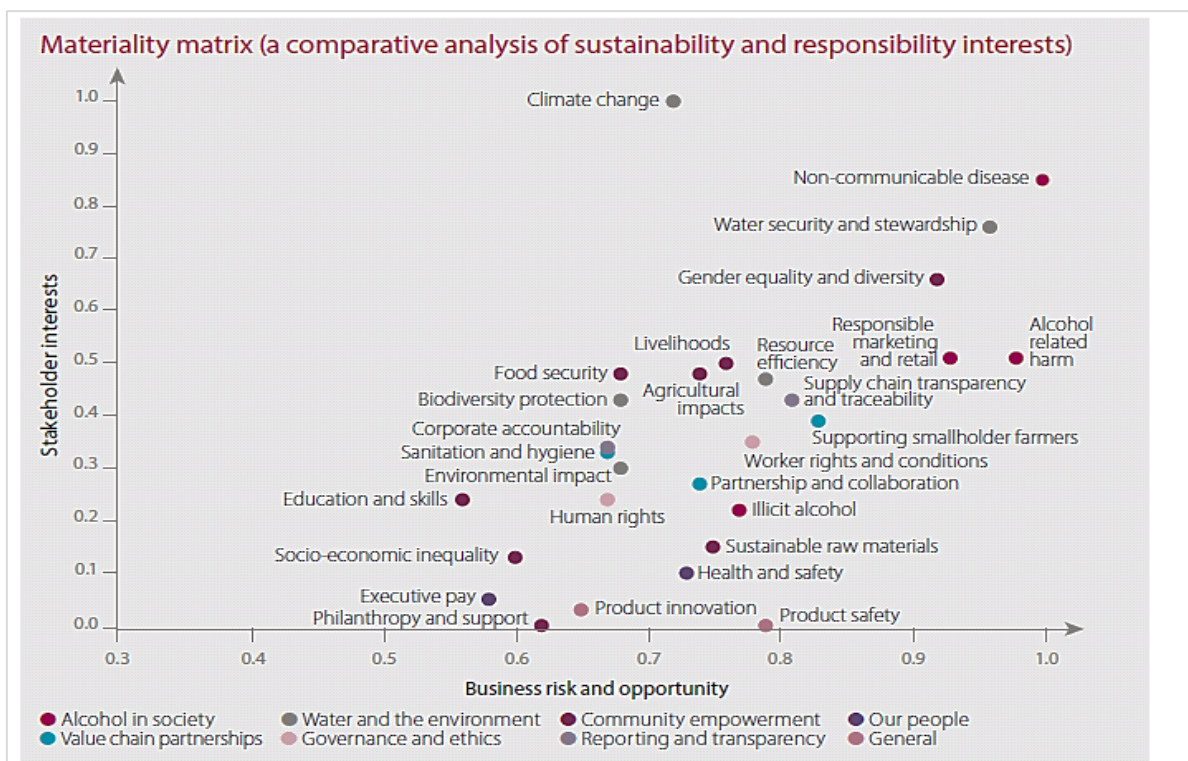 Materiality matrix (a comparative analysis of sustainability and responsibility interests)
1.0
0.9
0.8
0.7
0.6
0.5
0.4
0.3
0.2
0.1
0.0
Stakeholder interests
Climate change
Non-communicable disease
Water security and stewardship
Gender equality and diversity
Responsible
marketing
and retail
Alcohol
related
harm
Livelihoods
Resource
efficiency
Food security
Agricultural
impacts
Supply chain transparency
and traceability
Biodiversity protection
Corporate accountability
Supporting smallholder farmers
Sanitation and hygiene
Worker rights and conditions
Environmental impact
Partnership and collaboration
Education and skills
Human rights
Illicit alcohol
Socio-economic inequality
Sustainable raw materials
Health and safety
Executive pay
Product innovation
Philanthropy and support
Product safety
0.3 0.4 0.5 0.6 0.7 0.8 0.9 1.0
Business risk and opportunity
Alcohol in society Water and the environment Community empowerment Our people
Value chain partnerships Governance and ethics Reporting and transparency General